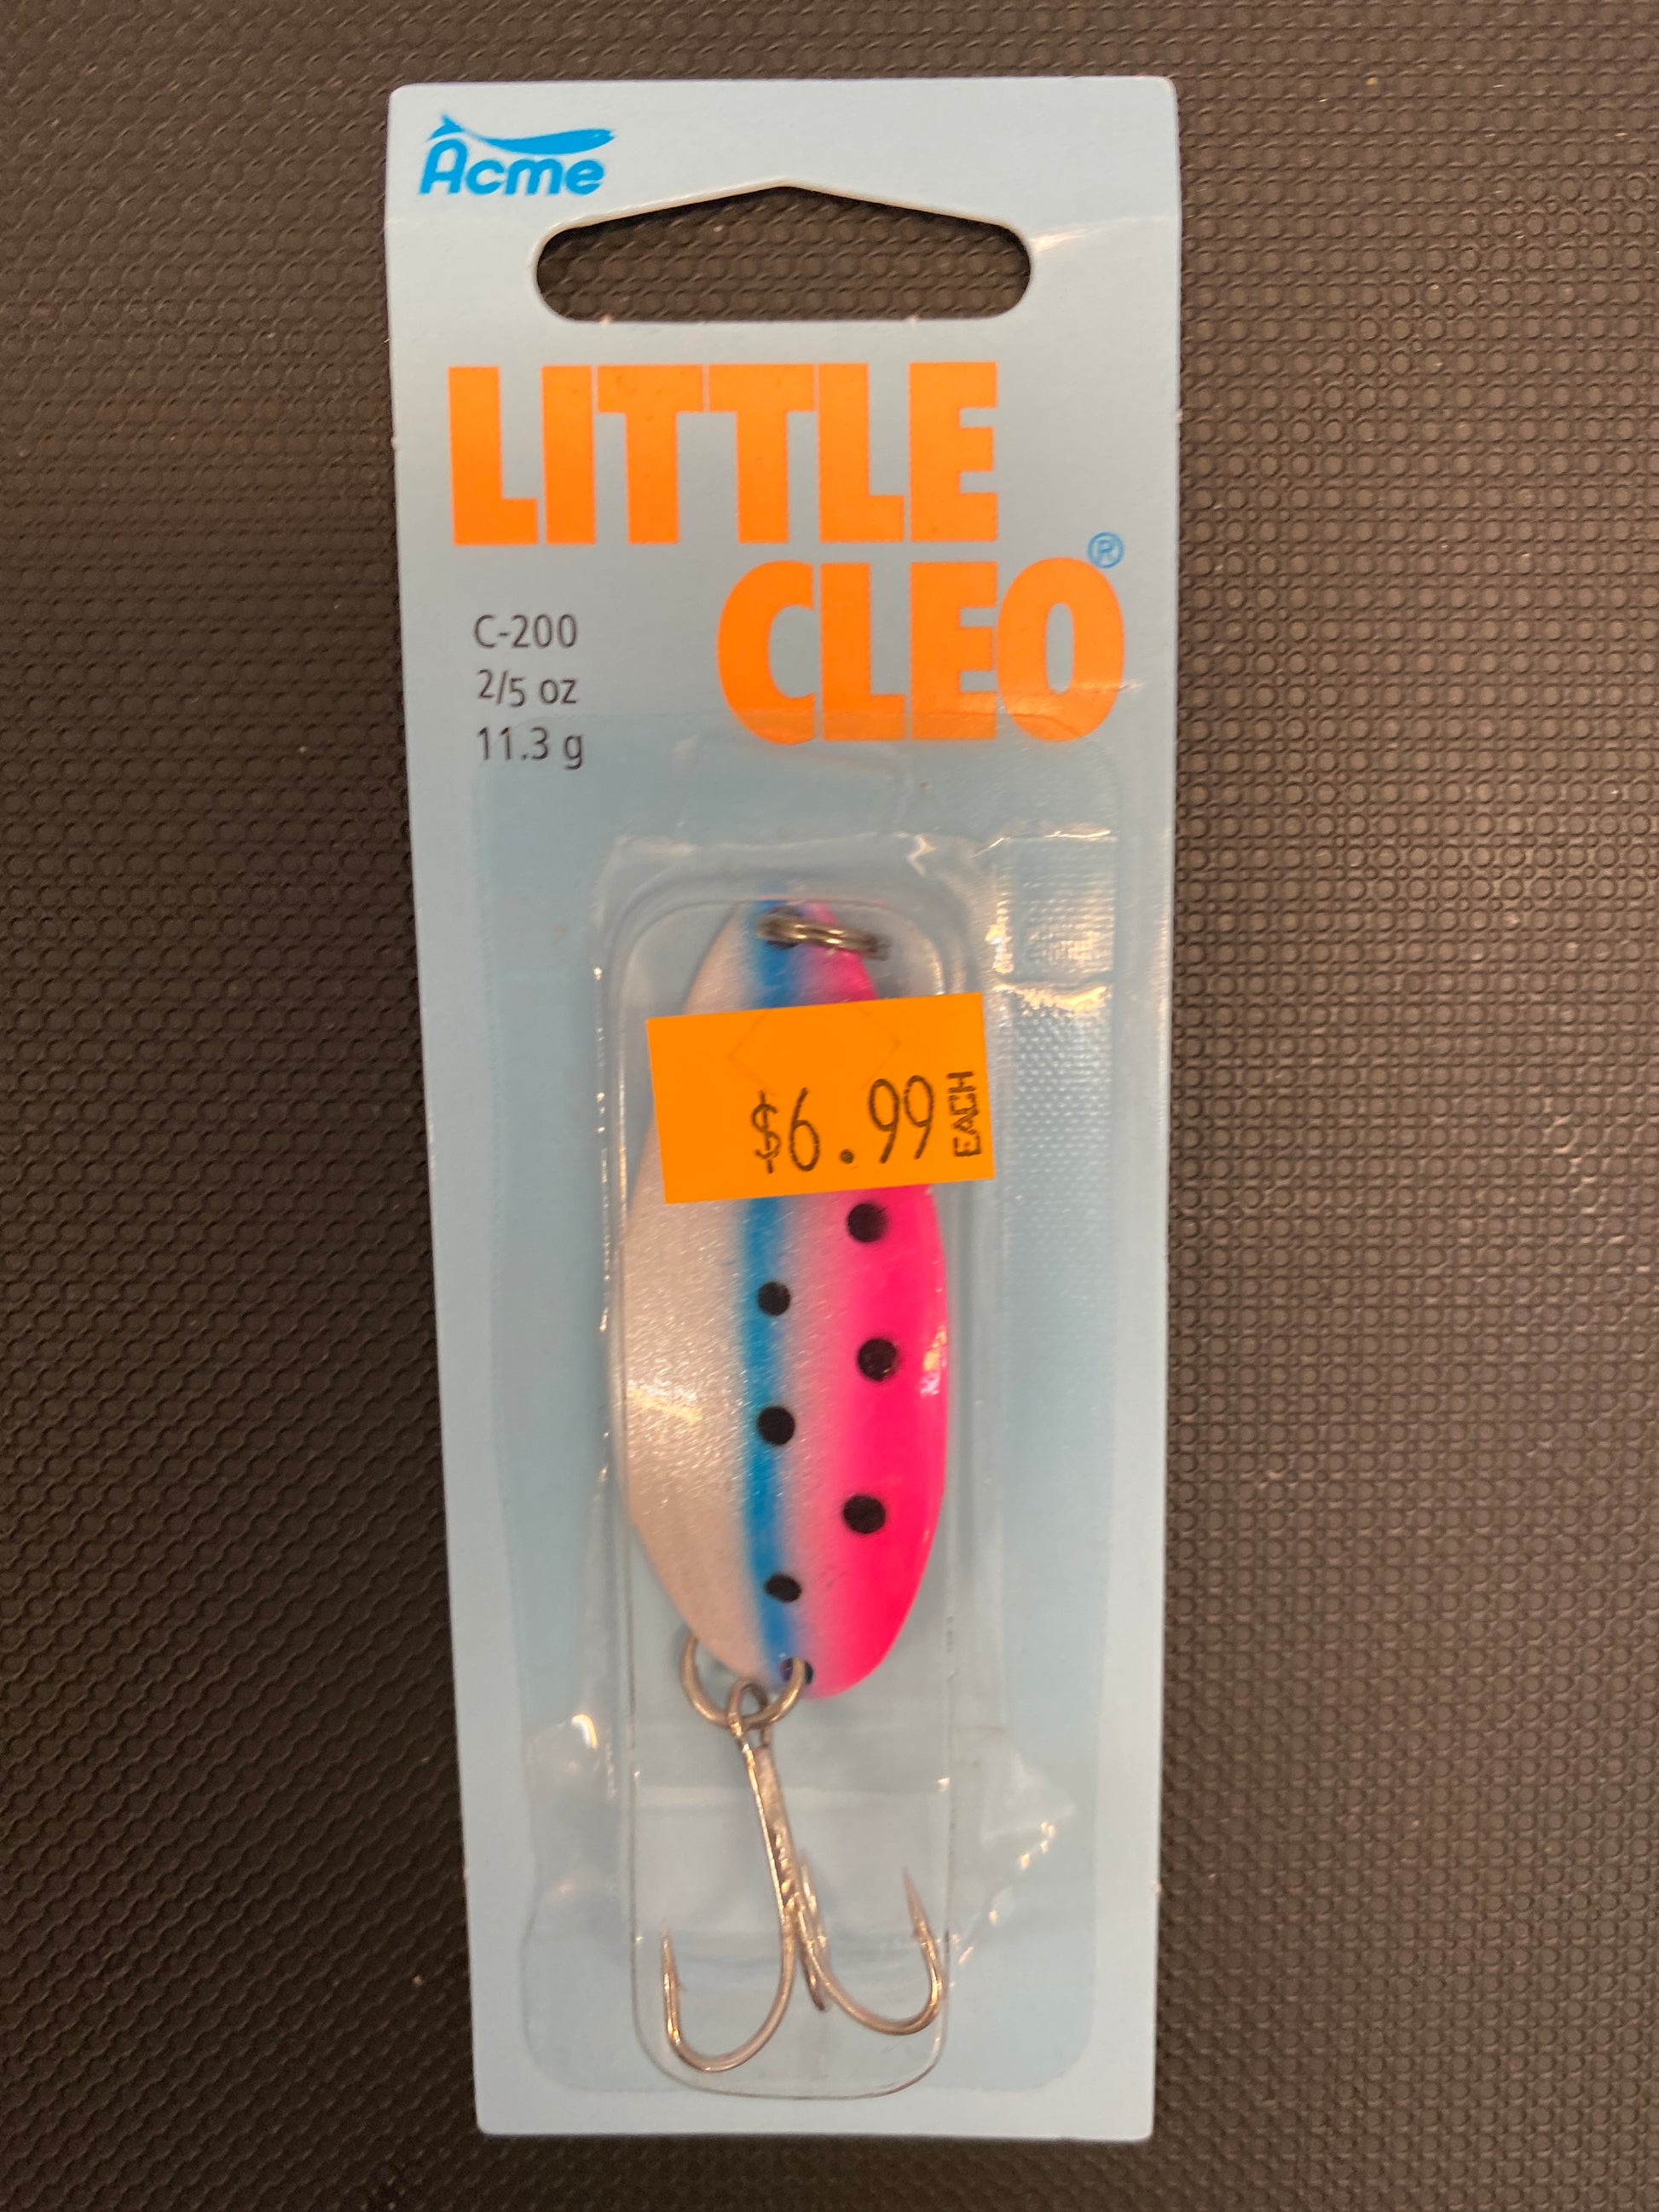 Acme
LITTLE
CLEO®
C-200
2/5 oz
11.3 g
$6.99 EACH